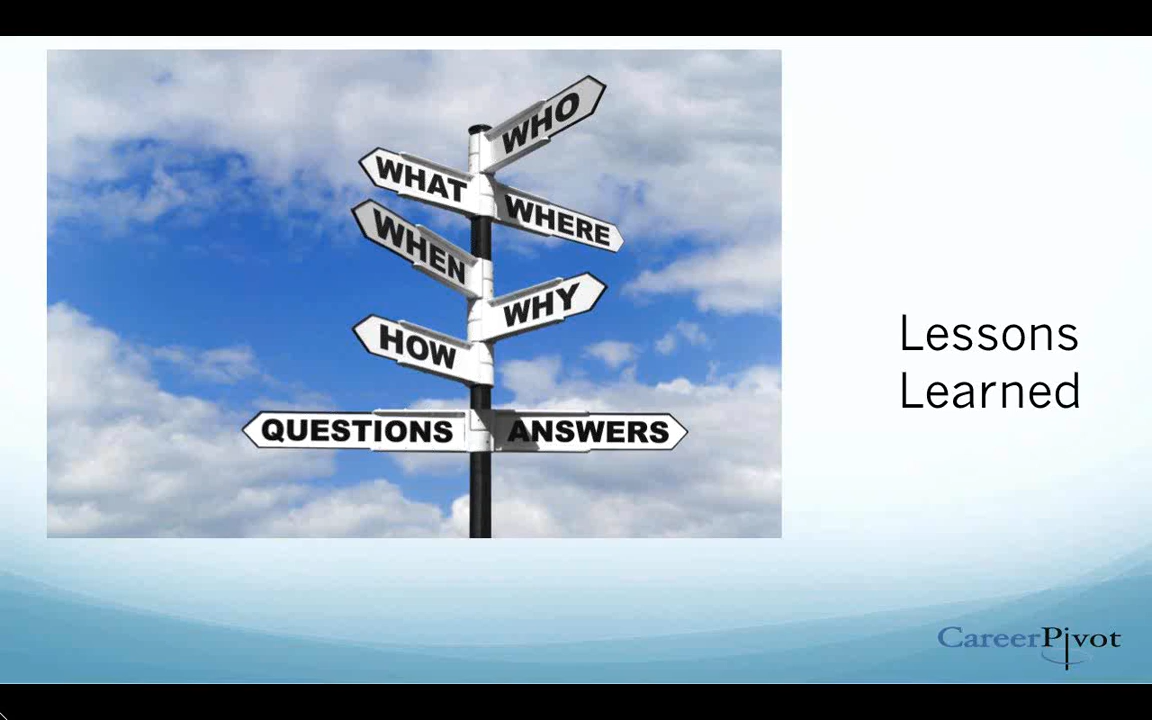 WHO
WHAT
WHERE
WHEN
WHY
HOW
QUESTIONS
ANSWERS
Lessons
Learned
CareerPivot